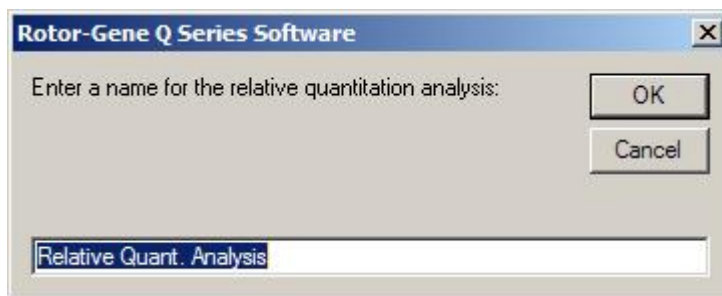 Rotor-Gene Q Series Software
Enter a name for the relative quantitation analysis:
OK
Cancel
Relative Quant. Analysis